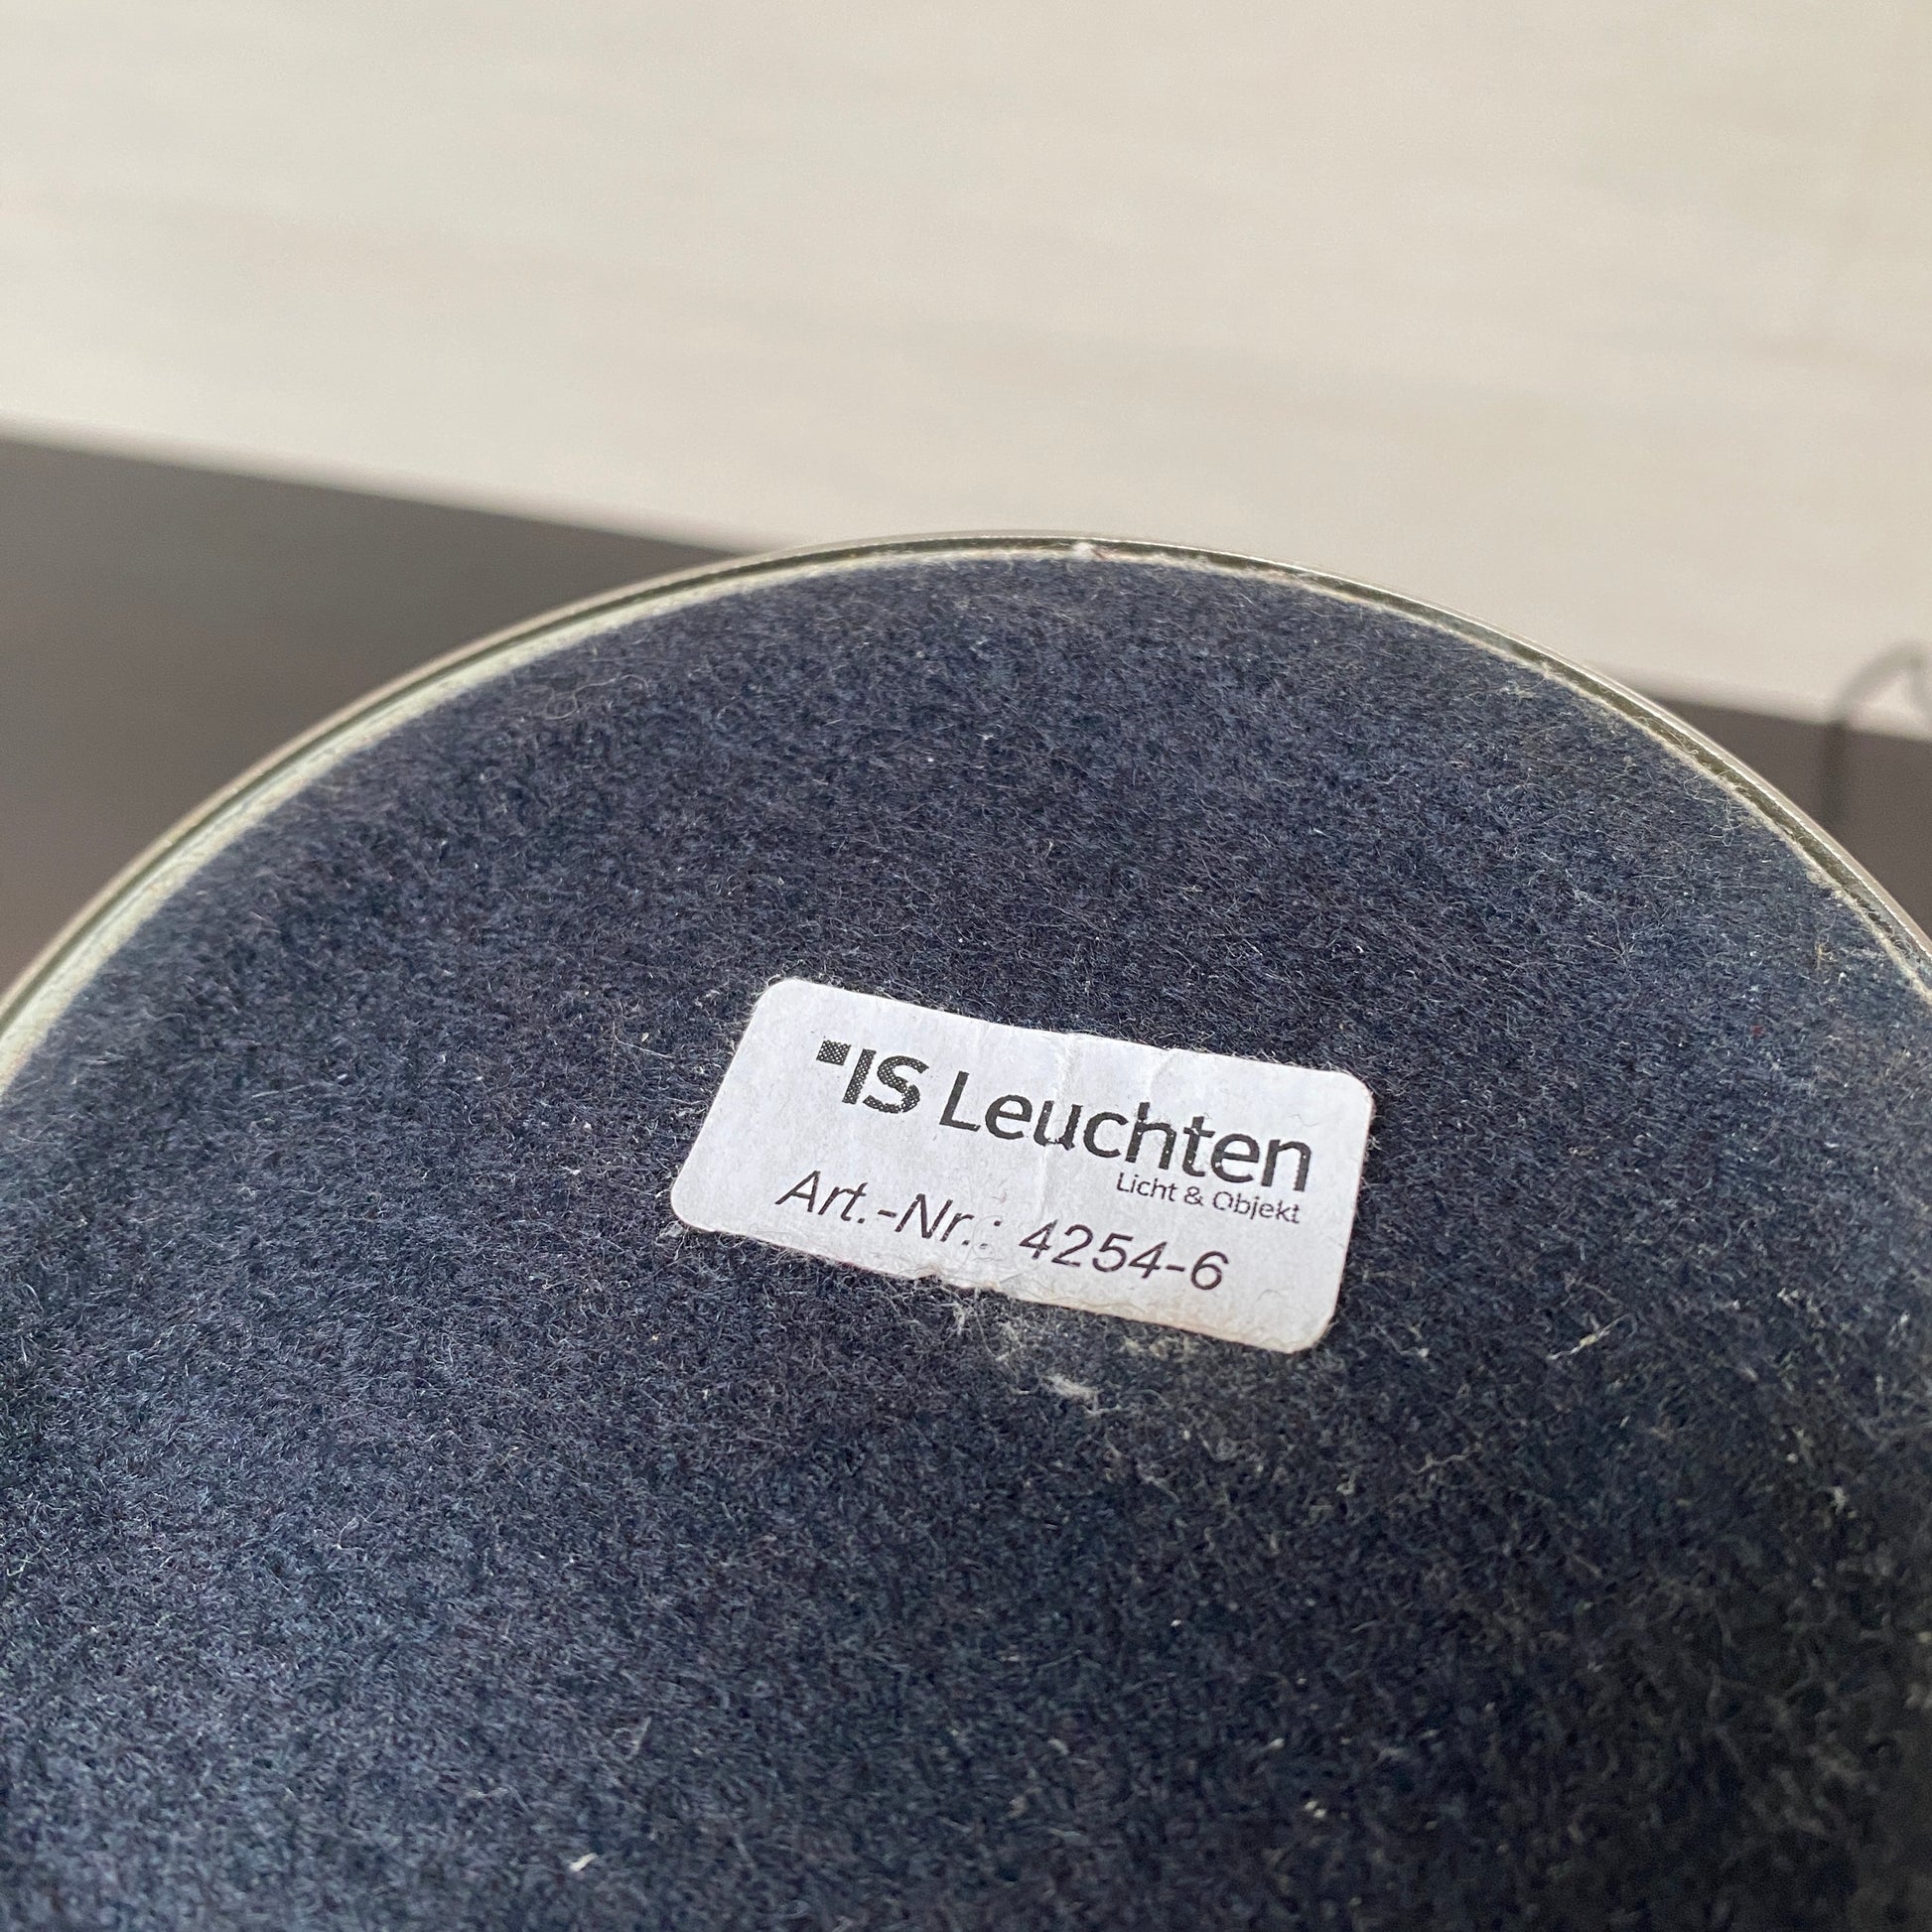 IS Leuchten
Licht & Objekt
Art.-Nr.: 4254-6